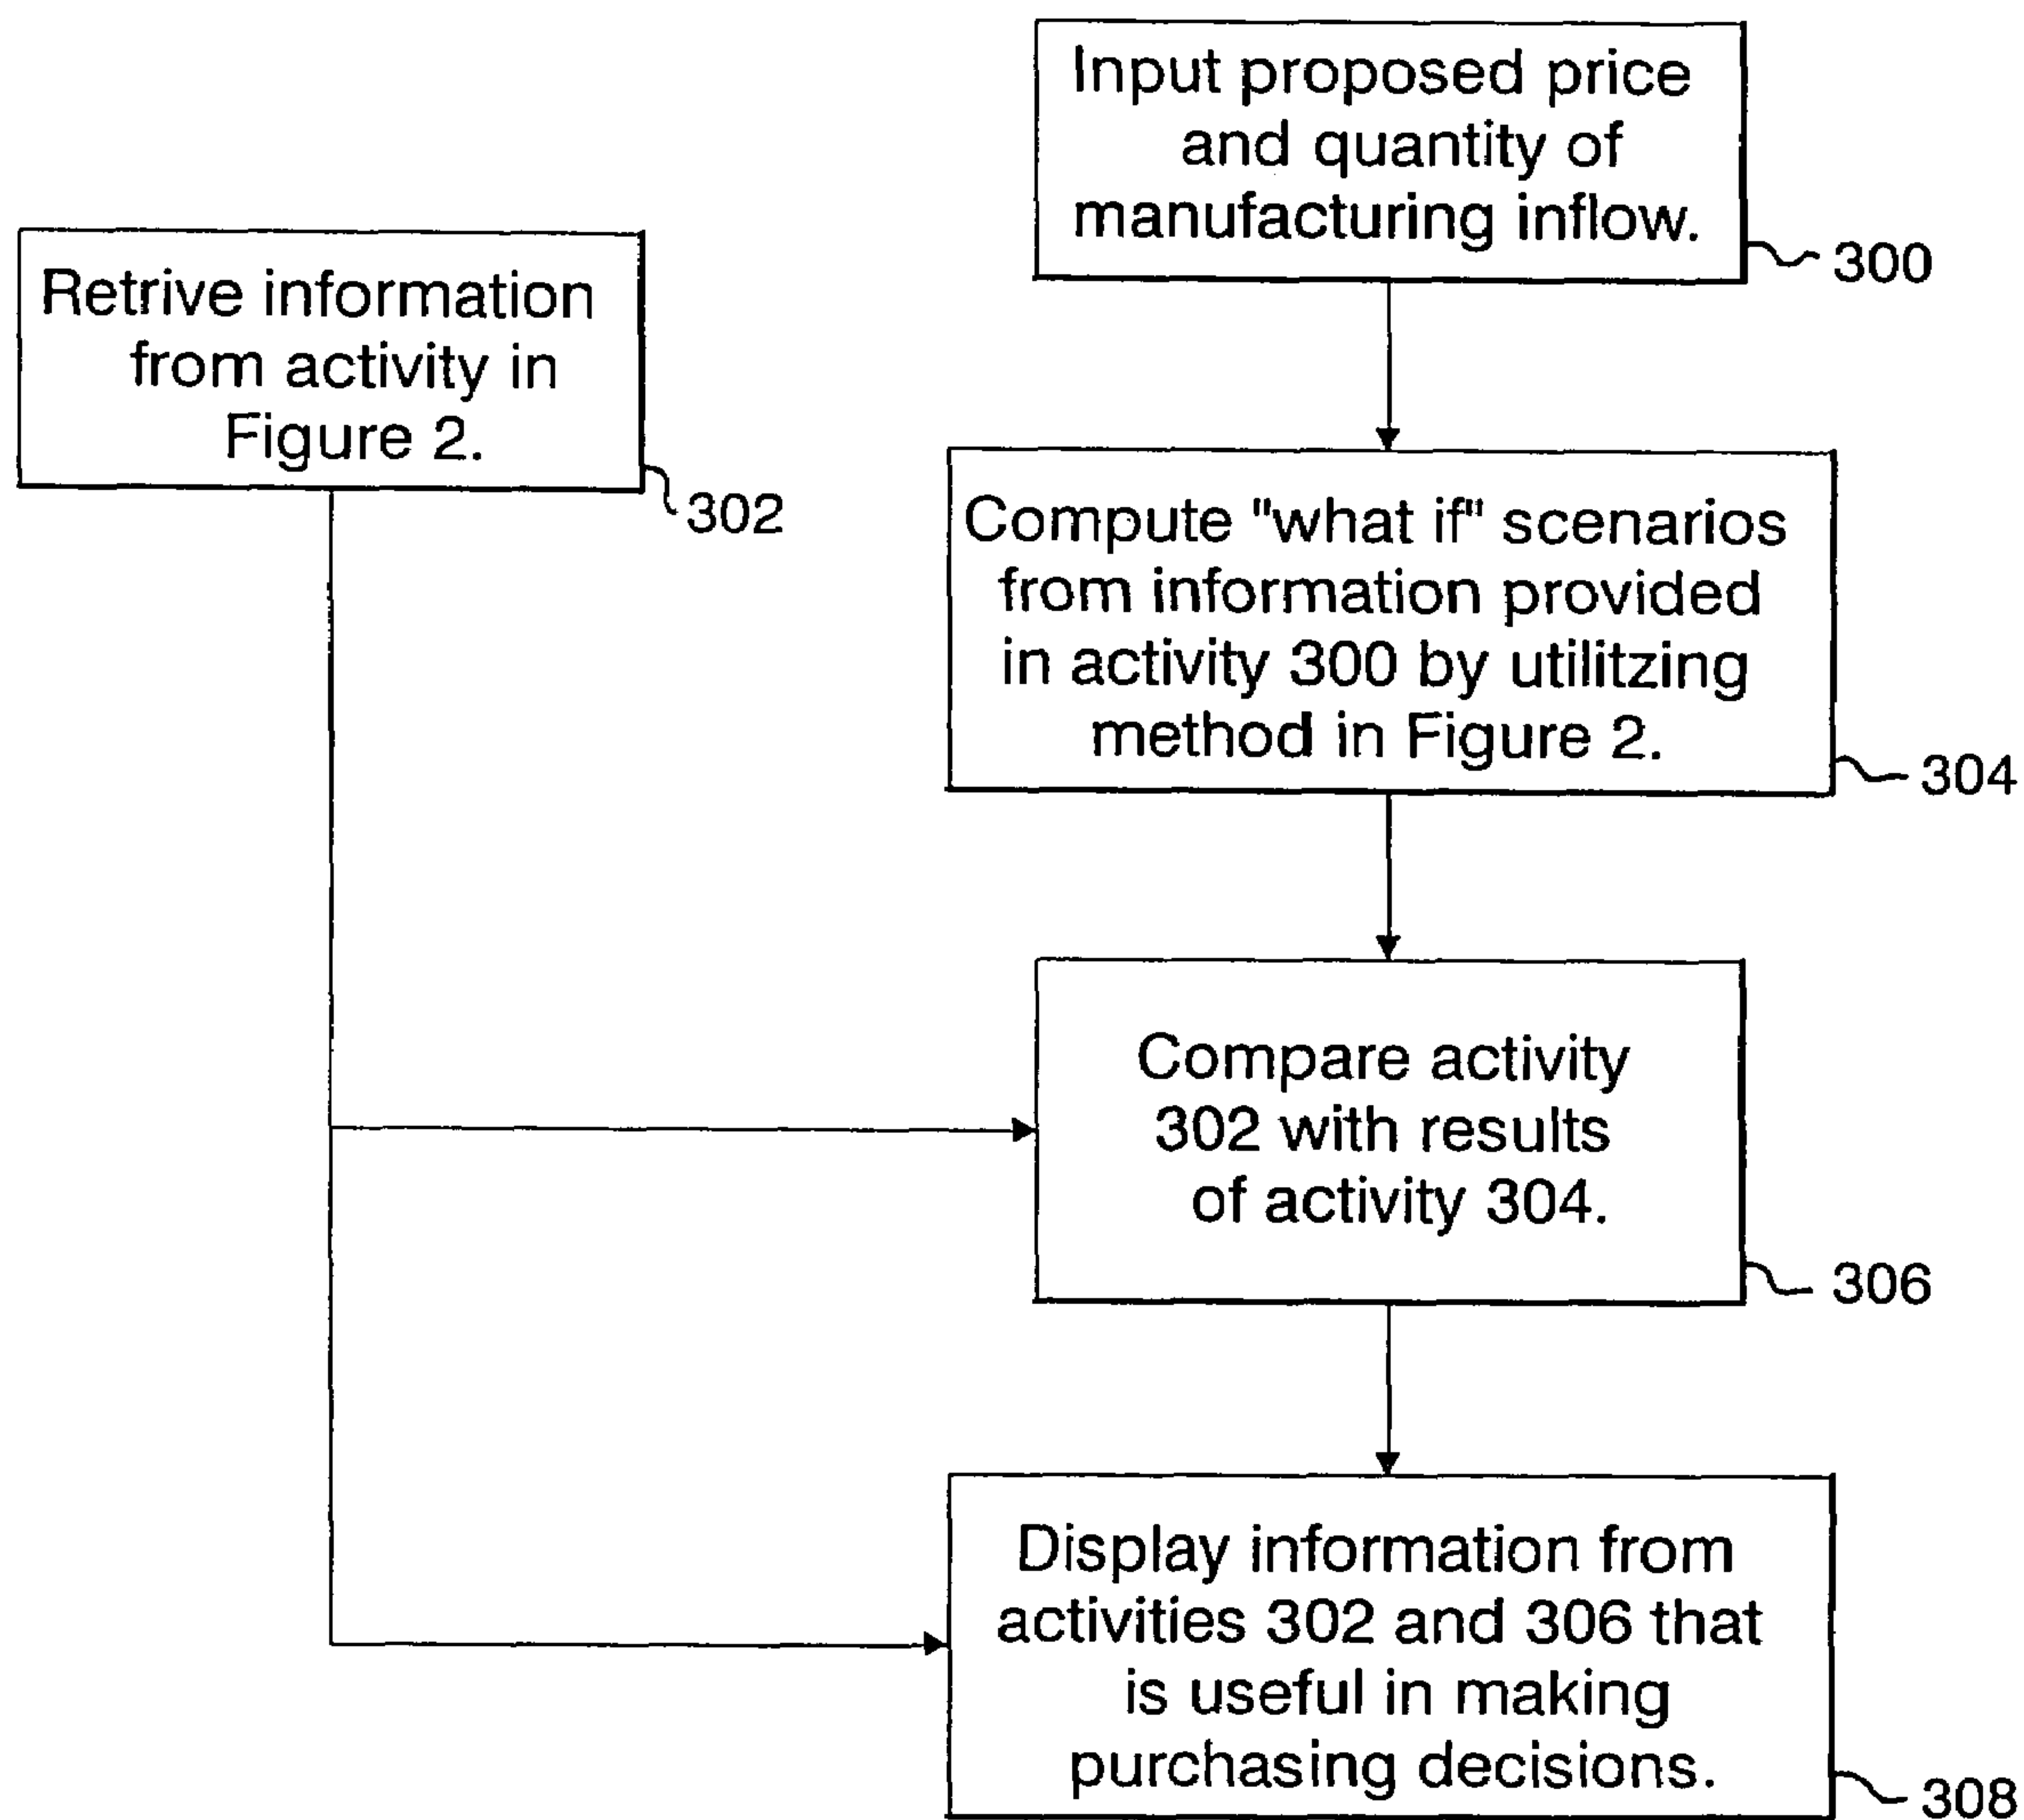 Input proposed price
and quantity of
manufacturing inflow.
300
Retrive information
from activity in
Figure 2.
302
Compute "what if" scenarios
from information provided
in activity 300 by utilitzing
method in Figure 2.
304
Compare activity
302 with results
of activity 304.
306
Display information from
activities 302 and 306 that
is useful in making
purchasing decisions.
308